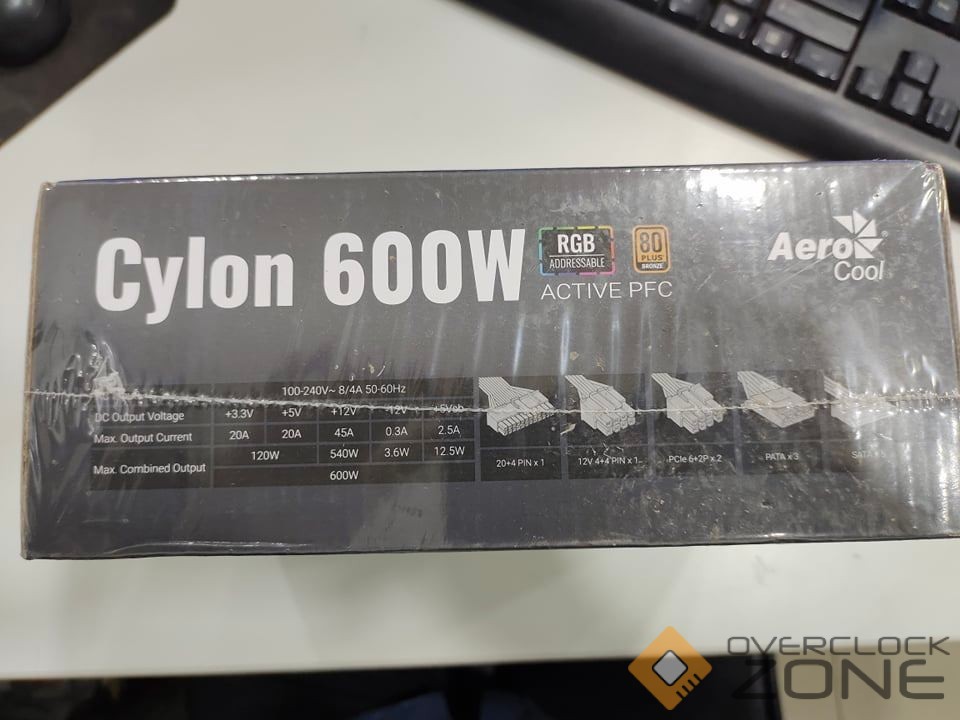 Cylon 600W
RGB
ADDRESSABLE
80
PLUS
BRONZE
ACTIVE PFC
Aero
Cool
100-240V~ 8/4A 50-60Hz
DC Output Voltage +3.3V +5V +12V -12V +5Vsb
Max. Output Current 20A 20A 45A 0.3A 2.5A
Max. Combined Output 120W 540W 3.6W 12.5W
600W
20+4 PIN x 1
12V 4+4 PIN x 1
PCIe 6+2P x 2
PATA x 3
SATA
OVERCLOCK
ZONE